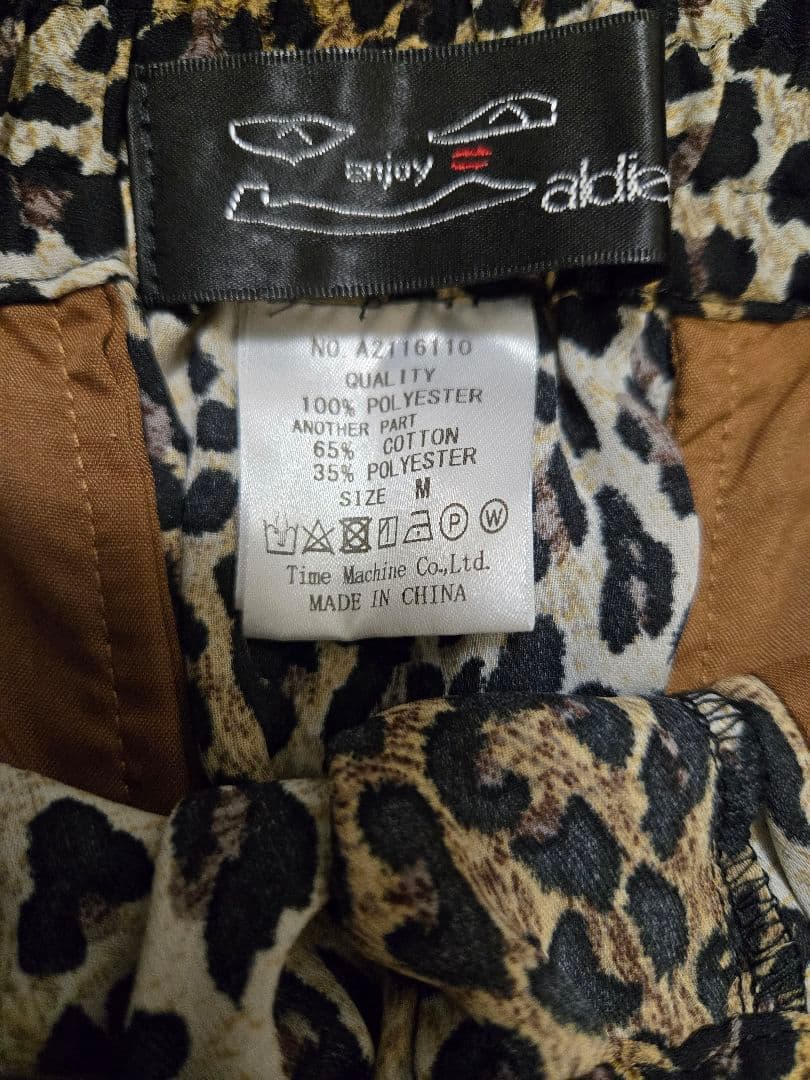 enjoy
aldie
NO. A2116110
QUALITY
100% POLYESTER
ANOTHER PART
65% COTTON
35% POLYESTER
SIZE M
P W
Time Machine Co.,Ltd.
MADE IN CHINA